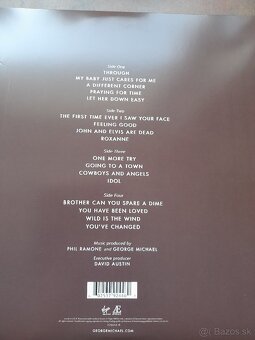 Side One
THROUGH
MY BABY JUST CARES FOR ME
A DIFFERENT CORNER
PRAYING FOR TIME
LET HER DOWN EASY
Side Two
THE FIRST TIME EVER I SAW YOUR FACE
FEELING GOOD
JOHN AND ELVIS ARE DEAD
ROXANNE
Side Three
ONE MORE TRY
GOING TO A TOWN
COWBOYS AND ANGELS
IDOL
Side Four
BROTHER CAN YOU SPARE A DIME
YOU HAVE BEEN LOVED
WILD IS THE WIND
YOU'VE CHANGED
Music produced by
PHIL RAMONE and GEORGE MICHAEL
Executive producer
DAVID AUSTIN
GEORGEMICHAEL.COM
bazos.sk